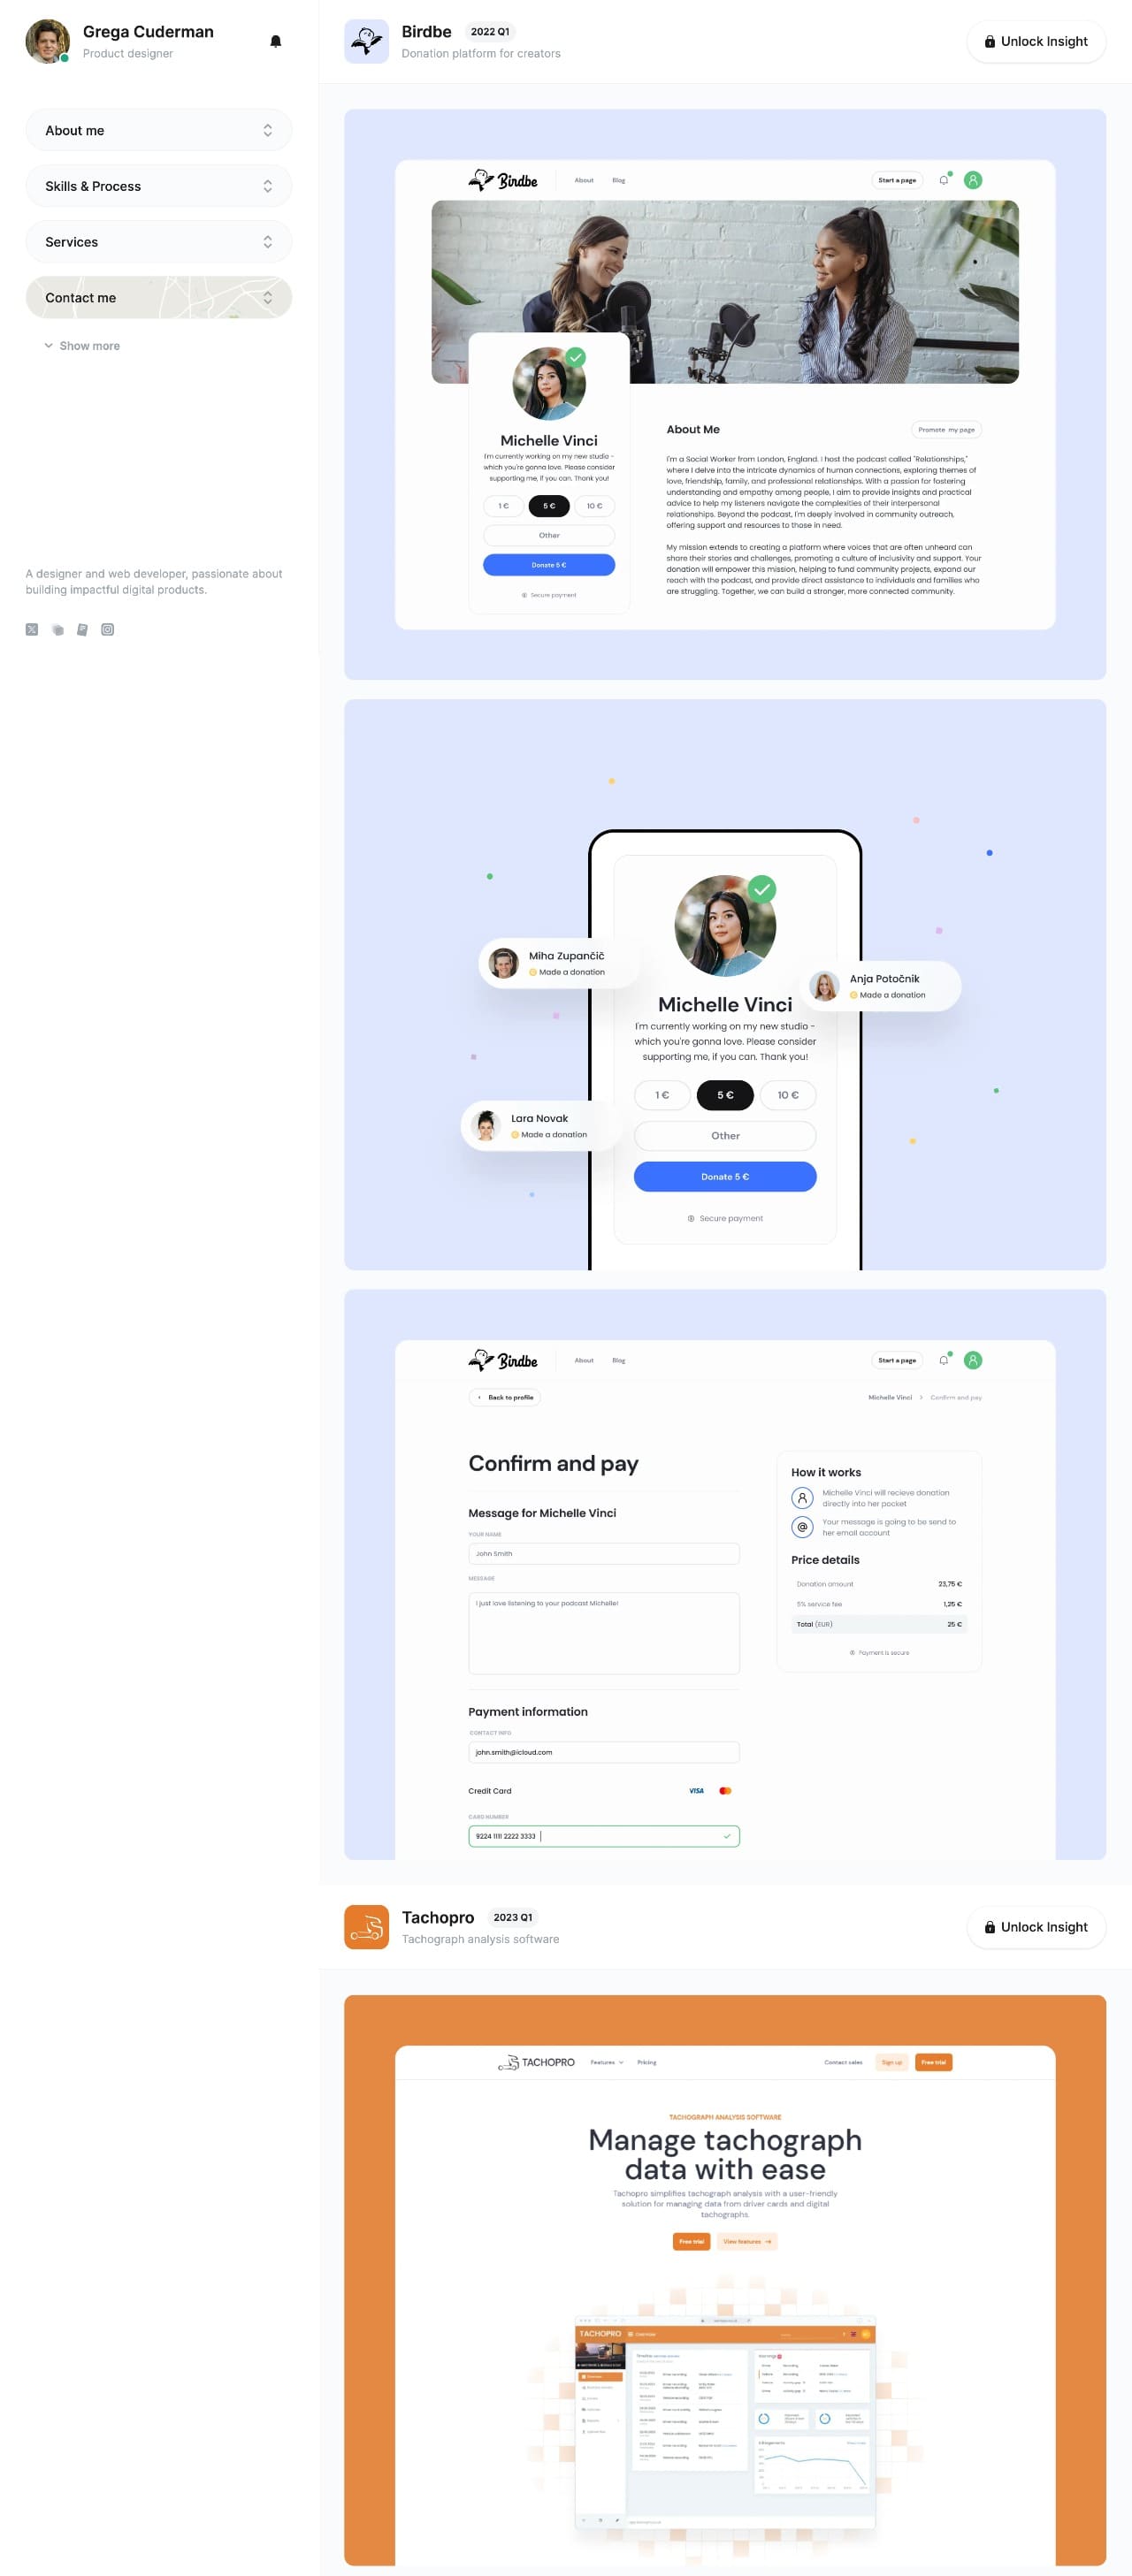 Grega Cuderman
Product designer
About me
Skills & Process
Services
Contact me
Show more
A designer and web developer, passionate about
building impactful digital products.
Birdbe 2022 Q1
Donation platform for creators
Unlock Insight
Birdbe About Blog Start a page
Michelle Vinci
I'm currently working on my new studio -
which you're gonna love. Please consider
supporting me, if you can. Thank you!
1 € 5 € 10 €
Other
Donate 5 €
Secure payment
About Me Promote my page
I'm a Social Worker from London, England. I host the podcast called "Relationships,"
where I delve into the intricate dynamics of human connections, exploring themes of
love, friendship, family, and professional relationships. With a passion for fostering
understanding and empathy among people, I aim to provide insights and practical
advice to help my listeners navigate the complexities of their interpersonal
relationships. Beyond the podcast, I'm deeply involved in community outreach,
offering support and resources to those in need.
My mission extends to creating a platform where voices that are often unheard can
share their stories and challenges, promoting a culture of inclusivity and support. Your
donation will empower this mission, helping to fund community projects, expand our
reach with the podcast, and provide direct assistance to individuals and families who
are struggling. Together, we can build a stronger, more connected community.
Miha Zupančič
Made a donation
Anja Potočnik
Made a donation
Lara Novak
Made a donation
Michelle Vinci
I'm currently working on my new studio -
which you're gonna love. Please consider
supporting me, if you can. Thank you!
1 € 5 € 10 €
Other
Donate 5 €
Secure payment
Birdbe About Blog Start a page
Back to profile Michelle Vinci > Confirm and pay
Confirm and pay
Message for Michelle Vinci
YOUR NAME
John Smith
MESSAGE
I just love listening to your podcast Michelle!
Payment information
CONTACT INFO
john.smith@icloud.com
Credit Card VISA
CARD NUMBER
9224 1111 2222 3333
How it works
Michelle Vinci will recieve donation
directly into her pocket
Your message is going to be send to
her email account
Price details
Donation amount 23,75 €
5% service fee 1,25 €
Total (EUR) 25 €
Payment is secure
Tachopro 2023 Q1
Tachograph analysis software
Unlock Insight
TACHOPRO Features Pricing Contact sales Sign up Free trial
TACHOGRAPH ANALYSIS SOFTWARE
Manage tachograph
data with ease
Tachopro simplifies tachograph analysis with a user-friendly
solution for managing data from driver cards and digital
tachographs.
Free trial View features →
TACHOPRO